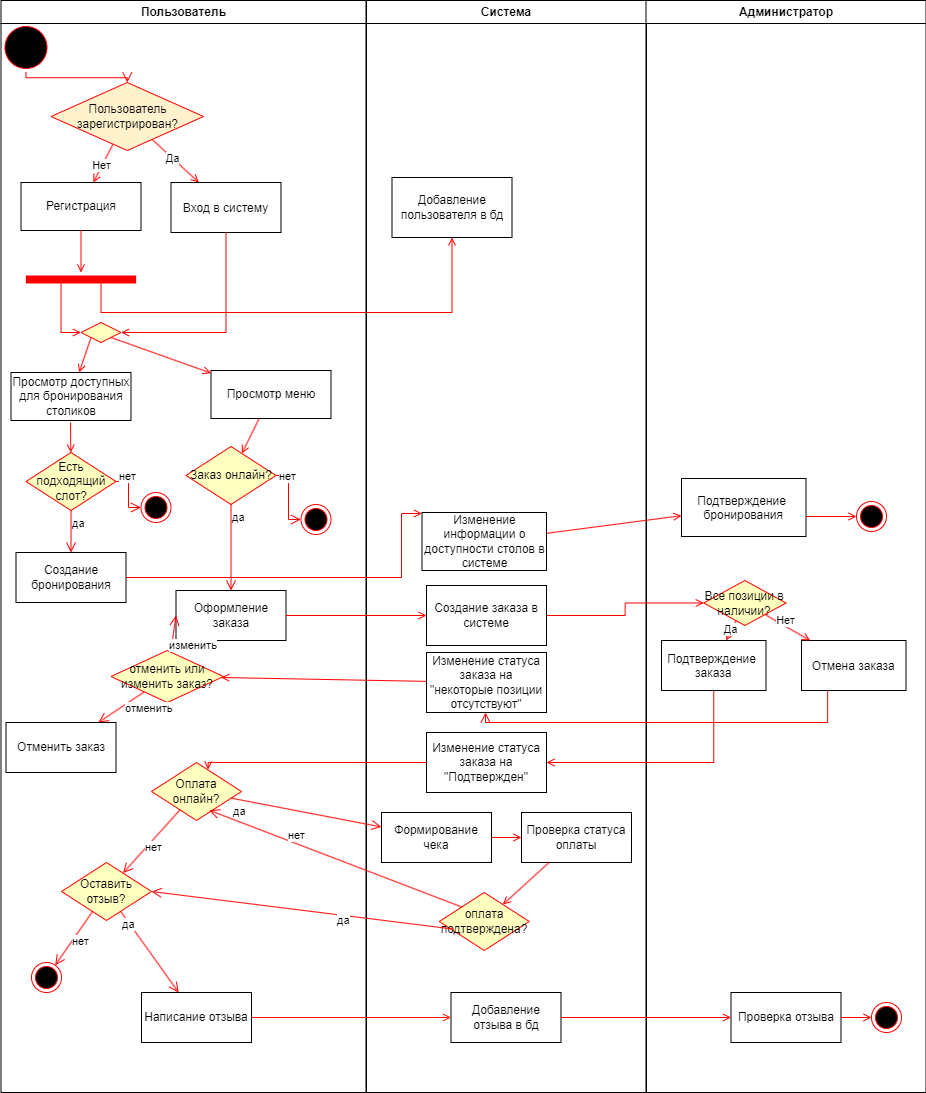 Пользователь
Система
Администратор
Пользователь
зарегистрирован?
Нет
Да
Регистрация
Вход в систему
Добавление
пользователя в бд
Просмотр доступных
для бронирования
столиков
Просмотр меню
Есть
подходящий
слот?
нет
да
Заказ онлайн?
нет
да
Создание
бронирования
Изменение
информации о
доступности столов в
системе
Подтверждение
бронирования
Оформление
заказа
Создание заказа в
системе
Все позиции в
наличии?
Да
Нет
Подтверждение
заказа
Отмена заказа
изменить
отменить или
изменить заказ?
отменить
Изменение статуса
заказа на
"некоторые позиции
отсутствуют"
Отменить заказ
Изменение статуса
заказа на
"Подтвержден"
Оплата
онлайн?
да
нет
Формирование
чека
Проверка статуса
оплаты
нет
оплата
подтверждена?
да
Оставить
отзыв?
нет
да
Написание отзыва
Добавление
отзыва в бд
Проверка отзыва